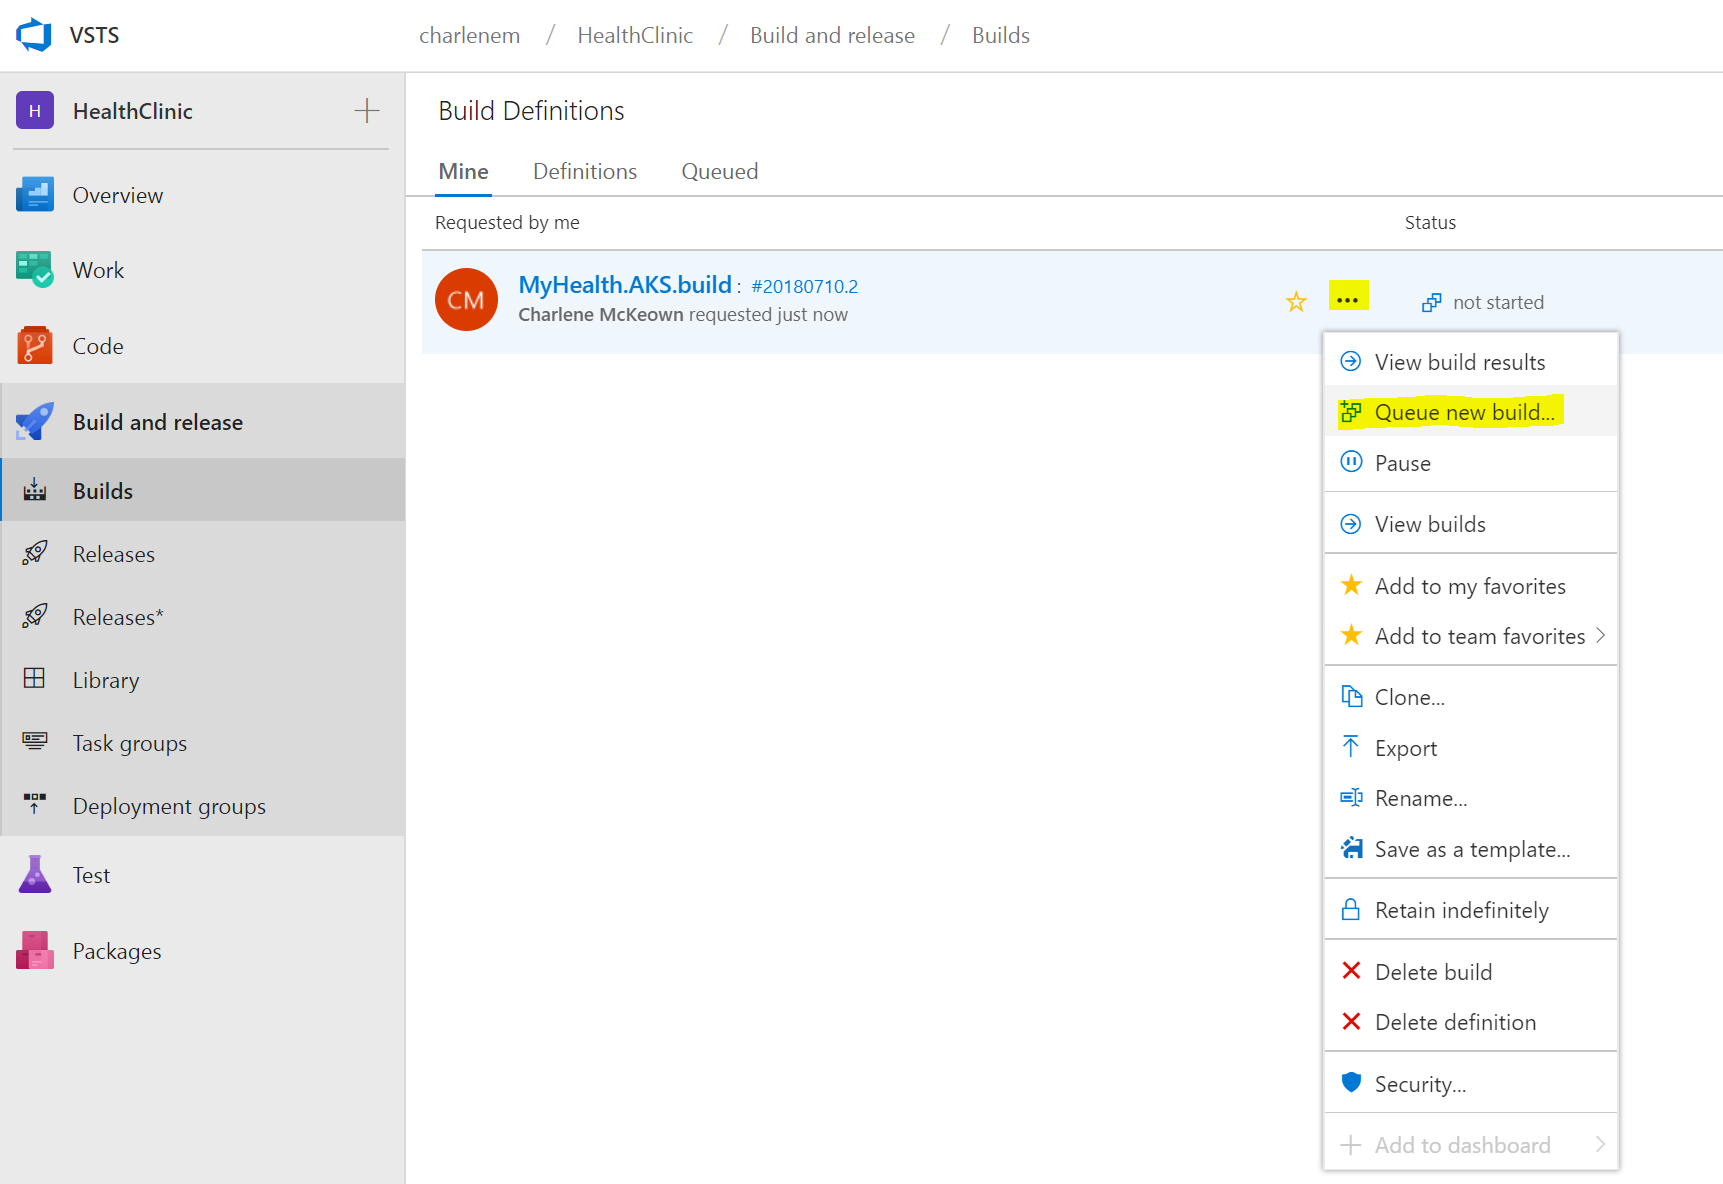 VSTS
charlenem / HealthClinic / Build and release / Builds
H HealthClinic
Overview
Work
Code
Build and release
Builds
Releases
Releases*
Library
Task groups
Deployment groups
Test
Packages
Build Definitions
Mine Definitions Queued
Requested by me Status
CM
MyHealth.AKS.build : #20180710.2
Charlene McKeown requested just now
... not started
View build results
Queue new build...
Pause
View builds
Add to my favorites
Add to team favorites
Clone...
Export
Rename...
Save as a template...
Retain indefinitely
Delete build
Delete definition
Security...
Add to dashboard